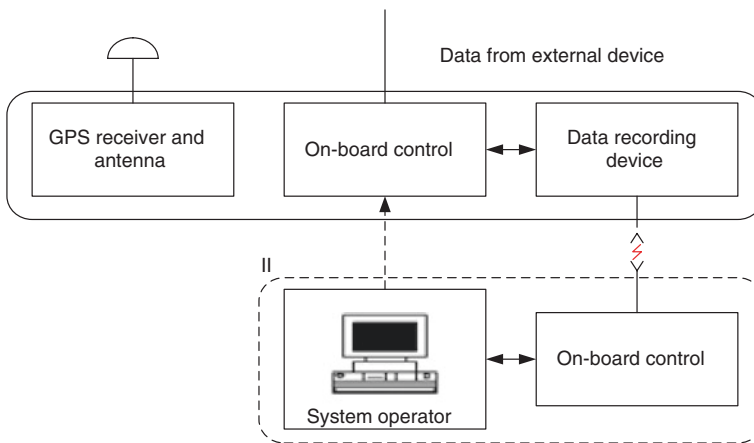 Data from external device
GPS receiver and
antenna
On-board control
Data recording
device
II
System operator
On-board control